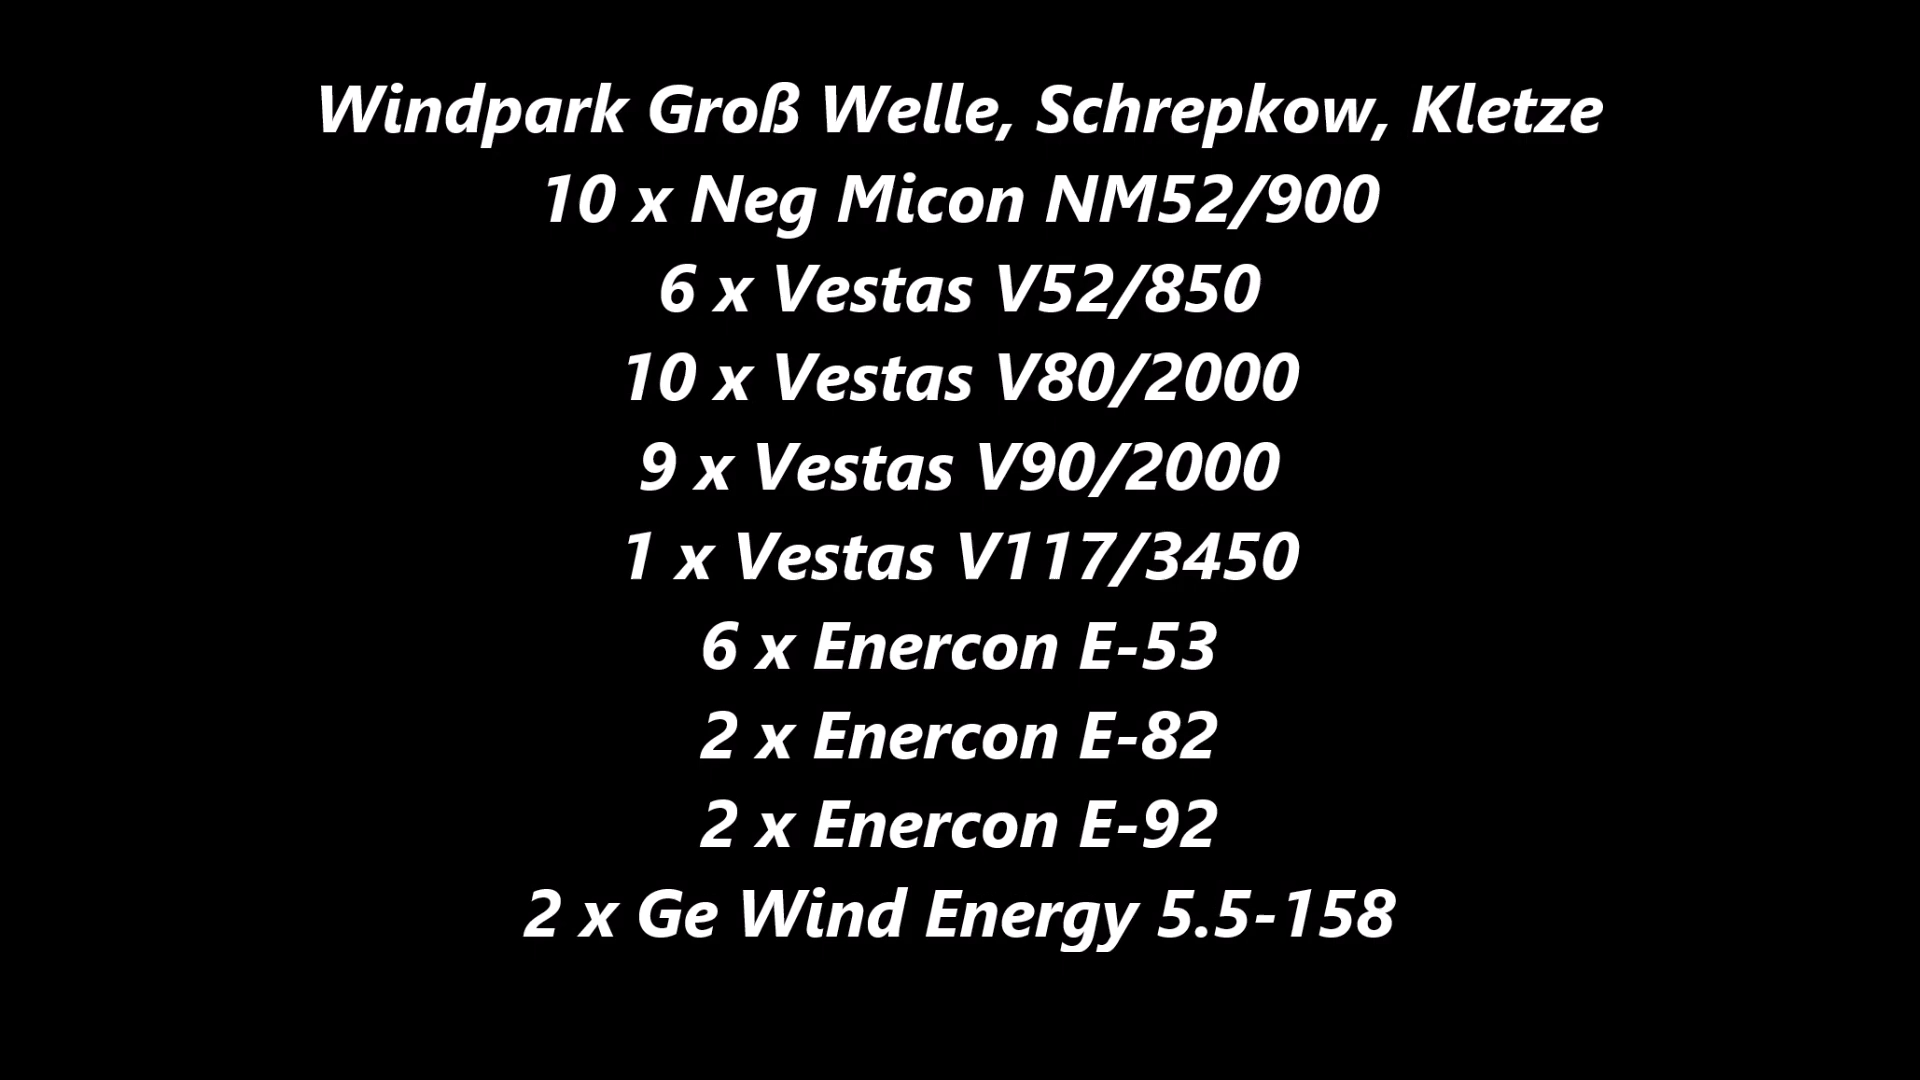 Windpark Groß Welle, Schrepkow, Kletze
10 x Neg Micon NM52/900
6 x Vestas V52/850
10 x Vestas V80/2000
9 x Vestas V90/2000
1 x Vestas V117/3450
6 x Enercon E-53
2 x Enercon E-82
2 x Enercon E-92
2 x Ge Wind Energy 5.5-158